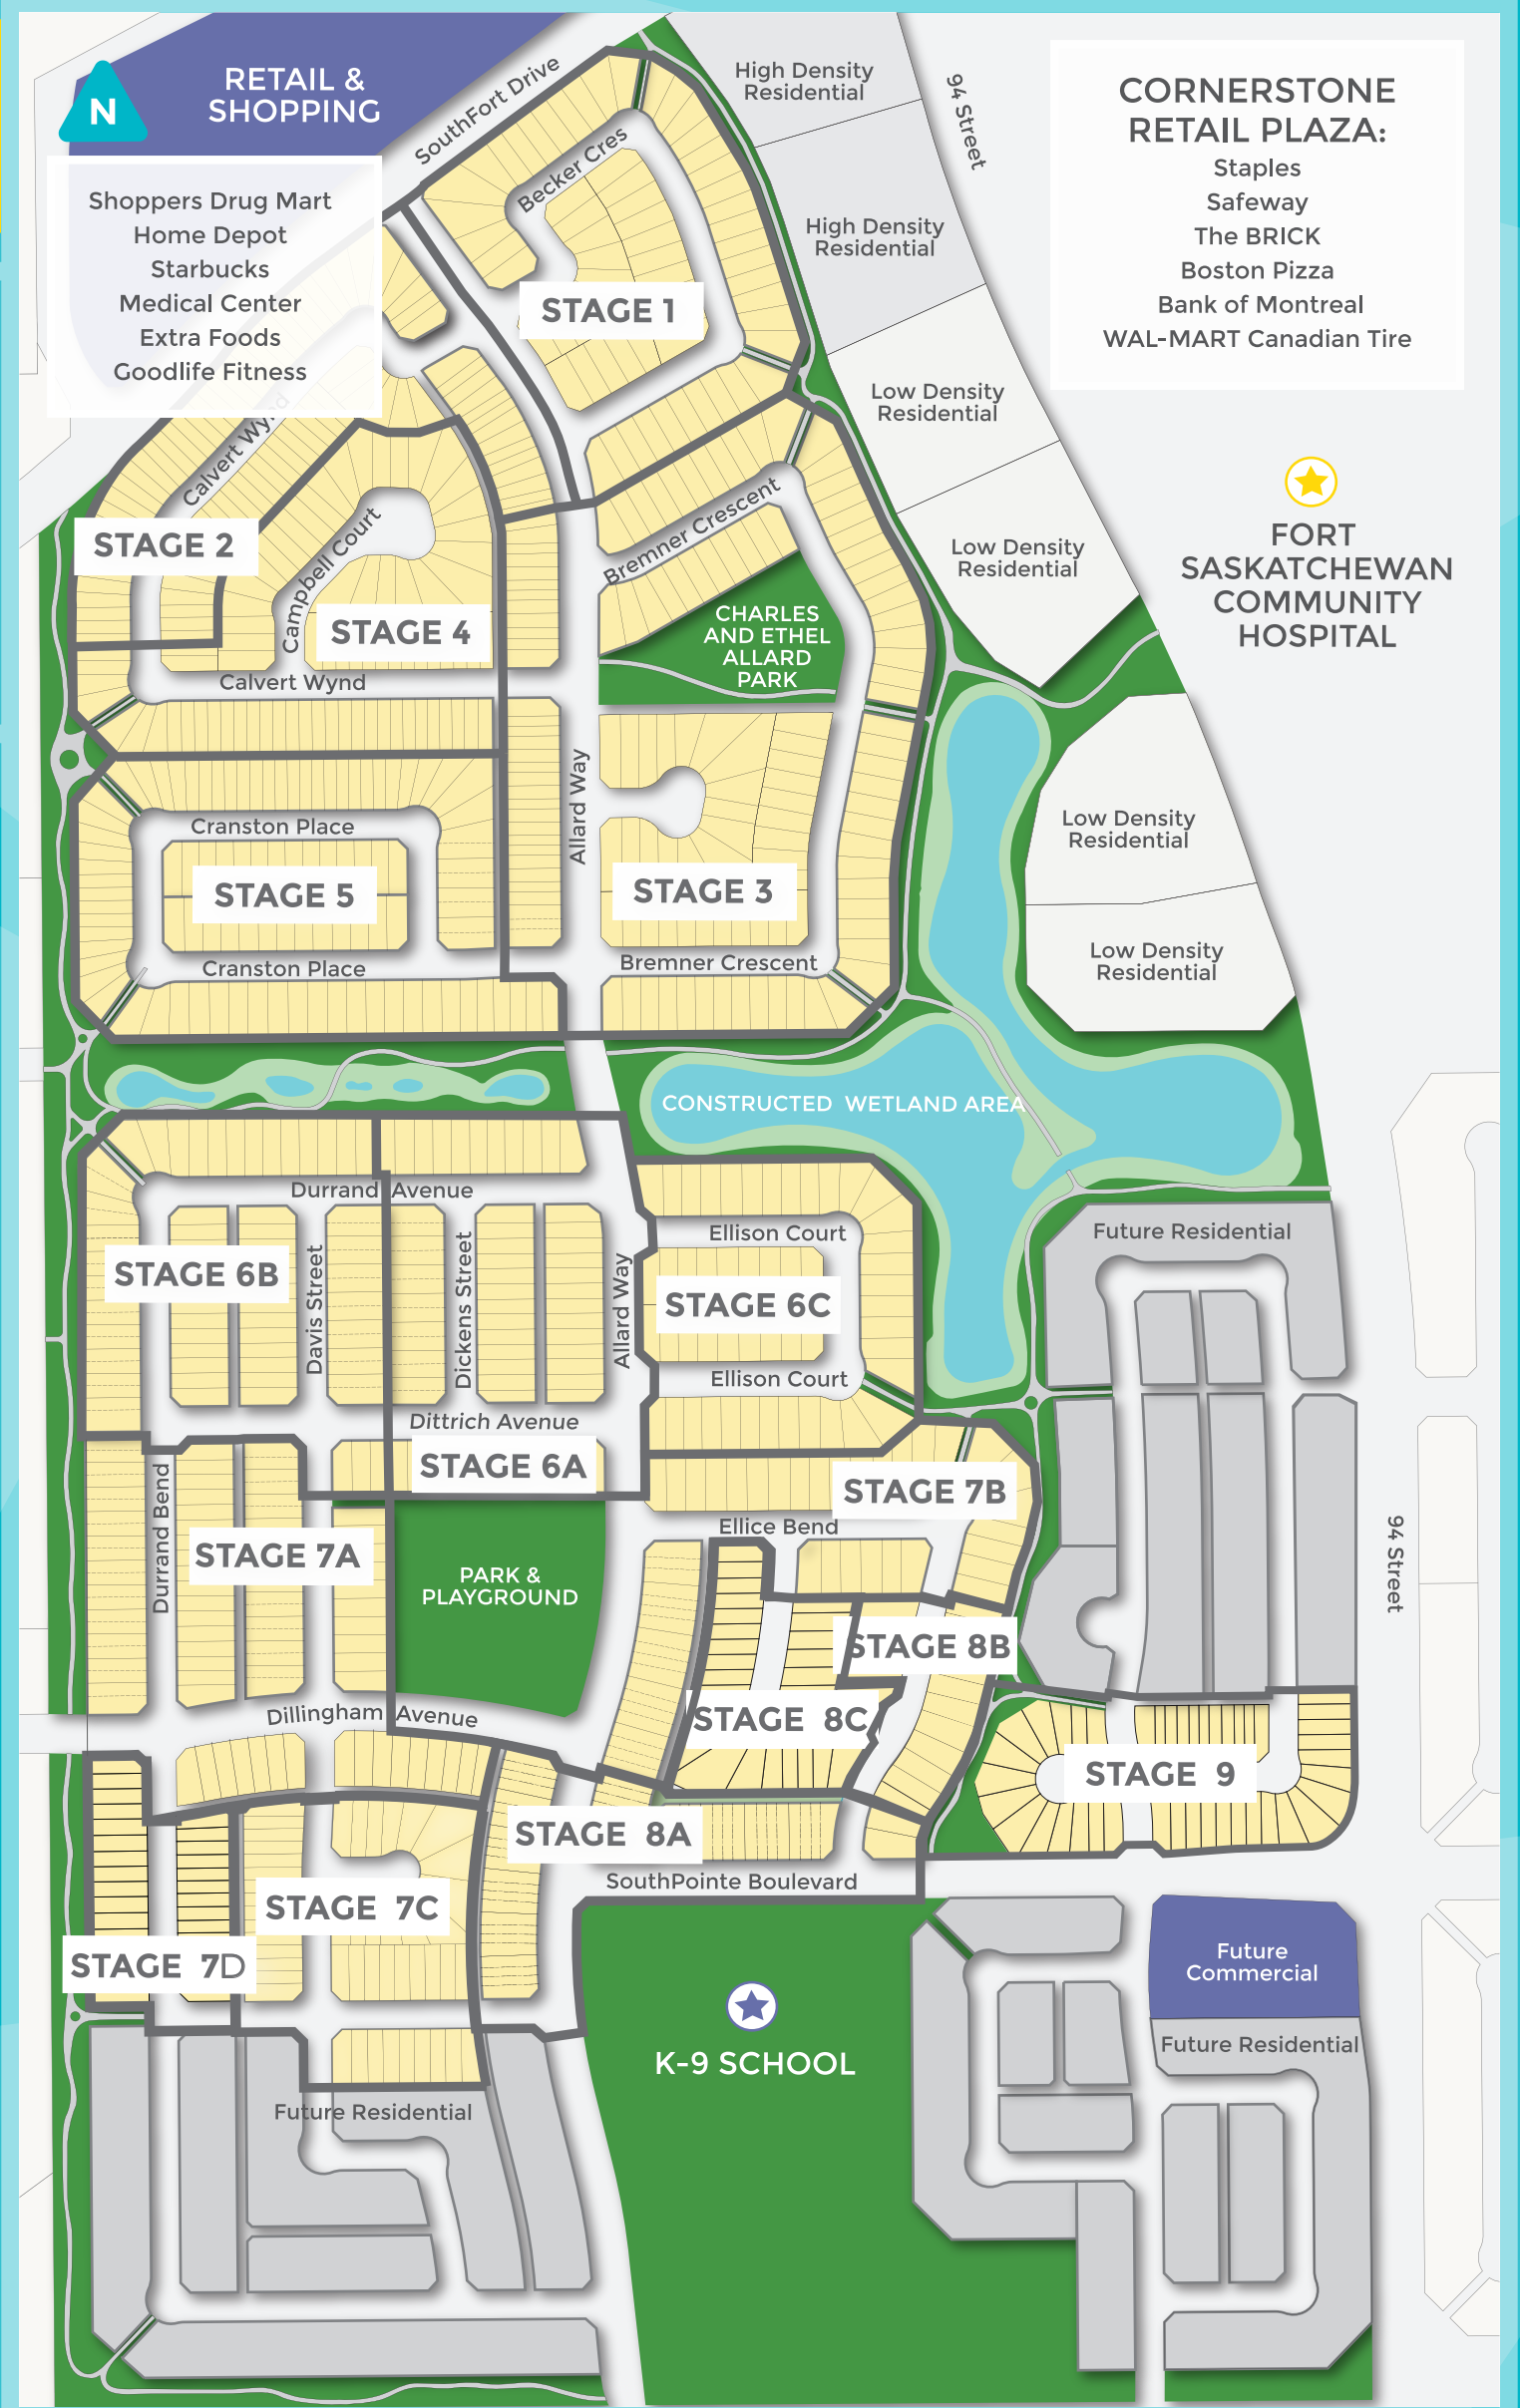 RETAIL &
SHOPPING
N
Shoppers Drug Mart
Home Depot
Starbucks
Medical Center
Extra Foods
Goodlife Fitness
SouthFort Drive
Becker Cres
STAGE 1
High Density
Residential
94 Street
High Density
Residential
Low Density
Residential
Low Density
Residential
CORNERSTONE
RETAIL PLAZA:
Staples
Safeway
The BRICK
Boston Pizza
Bank of Montreal
WAL-MART Canadian Tire
FORT
SASKATCHEWAN
COMMUNITY
HOSPITAL
Calvert Wynd
STAGE 2
Campbell Court
STAGE 4
Calvert Wynd
Bremner Crescent
CHARLES
AND ETHEL
ALLARD
PARK
Allard Way
Cranston Place
STAGE 5
Cranston Place
STAGE 3
Bremner Crescent
Low Density
Residential
Low Density
Residential
CONSTRUCTED WETLAND AREA
Durrand Avenue
STAGE 6B
Davis Street
Dickens Street
Allard Way
Ellison Court
STAGE 6C
Ellison Court
Future Residential
Dittrich Avenue
STAGE 6A
STAGE 7B
Ellice Bend
Durrand Bend
STAGE 7A
PARK &
PLAYGROUND
94 Street
STAGE 8B
STAGE 8C
Dillingham Avenue
STAGE 9
STAGE 8A
SouthPointe Boulevard
STAGE 7C
STAGE 7D
K-9 SCHOOL
Future
Commercial
Future Residential
Future Residential